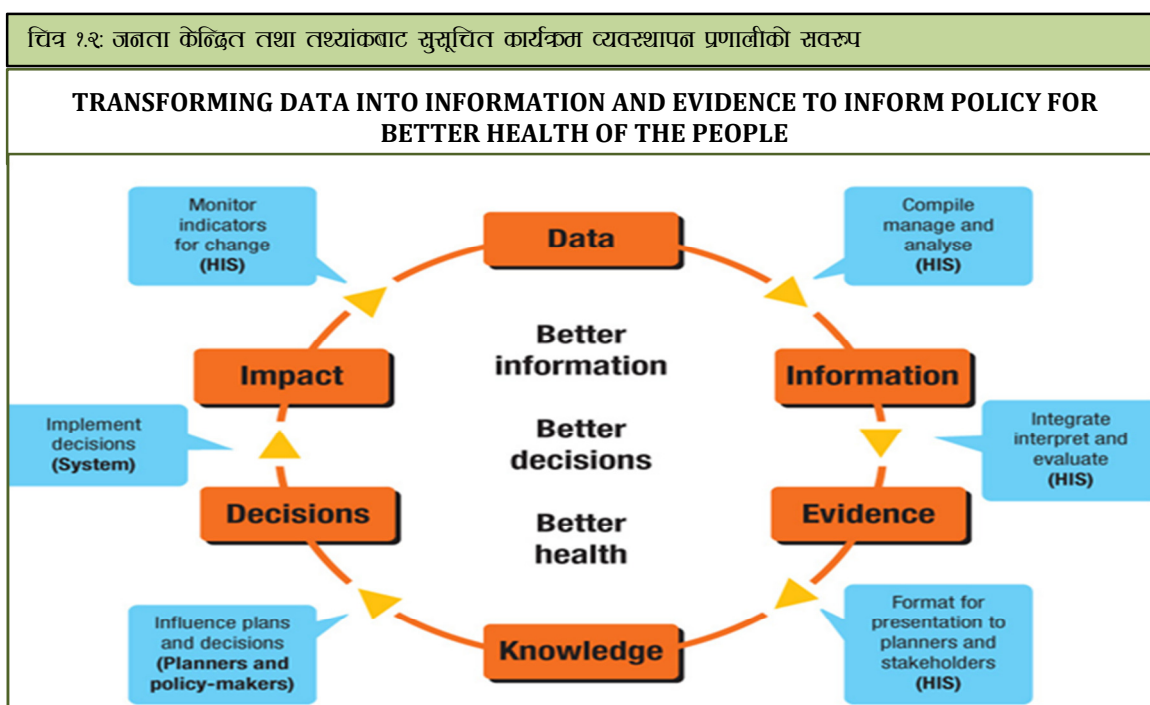 चित्र १.२: जनता केन्द्रित तथा तथ्यांकबाट सुसूचित कार्यक्रम व्यवस्थापन प्रणालीको सवरुप
TRANSFORMING DATA INTO INFORMATION AND EVIDENCE TO INFORM POLICY FOR
BETTER HEALTH OF THE PEOPLE
Monitor
indicators
for change
(HIS)
Data
Compile
manage and
analyse
(HIS)
Impact
Better
information
Information
Implement
decisions
(System)
Better
decisions
Integrate
interpret and
evaluate
(HIS)
Decisions
Better
health
Evidence
Influence plans
and decisions
(Planners and
policy-makers)
Knowledge
Format for
presentation to
planners and
stakeholders
(HIS)